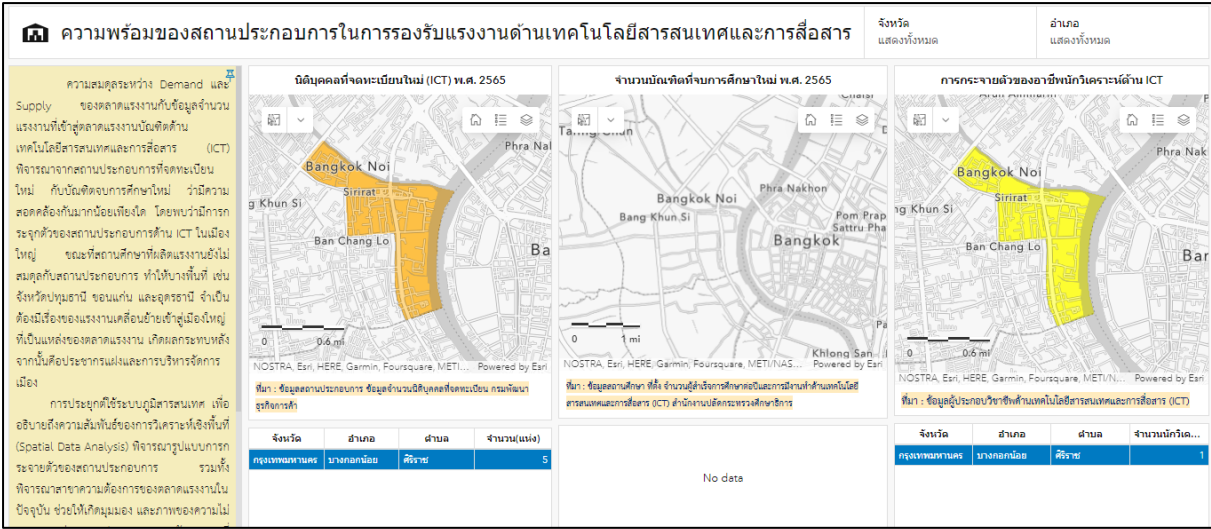 ความพร้อมของสถานประกอบการในการรองรับแรงงานด้านเทคโนโลยีสารสนเทศและการสื่อสาร
จังหวัด
แสดงทั้งหมด
อำเภอ
แสดงทั้งหมด
ความสมดุลระหว่าง Demand และ
Supply ของตลาดแรงงานกับข้อมูลจำนวน
แรงงานที่เข้าสู่ตลาดแรงงานบัณฑิตด้าน
เทคโนโลยีสารสนเทศและการสื่อสาร (ICT)
พิจารณาจากสถานประกอบการที่จดทะเบียน
ใหม่ กับบัณฑิตจบการศึกษาใหม่ ว่ามีความ
สอดคล้องกันมากน้อยเพียงใด โดยพบว่ามีการก
ระจุกตัวของสถานประกอบการด้าน ICT ในเมือง
ใหญ่ ขณะที่สถานศึกษาที่ผลิตแรงงานยังไม่
สมดุลกับสถานประกอบการ ทำให้บางพื้นที่ เช่น
จังหวัดปทุมธานี ขอนแก่น และอุดรธานี จำเป็น
ต้องมีเรื่องของแรงงานเคลื่อนย้ายเข้าสู่เมืองใหญ่
ที่เป็นแหล่งของตลาดแรงงาน เกิดผลกระทบหลัง
จากนั้นคือประชากรแฝงและการบริหารจัดการ
เมือง
การประยุกต์ใช้ระบบภูมิสารสนเทศ เพื่อ
อธิบายถึงความสัมพันธ์ของการวิเคราะห์เชิงพื้นที่
(Spatial Data Analysis) พิจารณารูปแบบการก
ระจายตัวของสถานประกอบการ รวมทั้ง
พิจารณาสาขาความต้องการของตลาดแรงงานใน
ปัจจุบัน ช่วยให้เกิดมุมมอง และภาพของความไม่
นิติบุคคลที่จดทะเบียนใหม่ (ICT) พ.ศ. 2565
Phra Nal
Bangkok Noi
Sirirat
g Khun Si
Ban Chang Lo
Ba
0 0.6 mi
NOSTRA, Esri, HERE, Garmin, Foursquare, METI... Powered by Esri
ที่มา : ข้อมูลสถานประกอบการ ข้อมูลจำนวนนิติบุคคลที่จดทะเบียน กรมพัฒนา
ธุรกิจการค้า
จังหวัด อำเภอ ตำบล จำนวน(แห่ง)
กรุงเทพมหานคร บางกอกน้อย ศิริราช 5
จำนวนบัณฑิตที่จบการศึกษาใหม่ พ.ศ. 2565
Bangkok Noi
Phra Nakhon
Bang Khun Si
Pom Prap
Sattru Pha
Bangkok
0 1 mi
Khlong San
NOSTRA, Esri, HERE, Garmin, Foursquare, METI/NAS... Powered by Esri
ที่มา : ข้อมูลสถานศึกษา ที่ตั้ง จำนวนผู้สำเร็จการศึกษาต่อปีและการมีงานทำด้านเทคโนโลยี
สารสนเทศและการสื่อสาร (ICT) สำนักงานปลัดกระทรวงศึกษาธิการ
No data
การกระจายตัวของอาชีพนักวิเคราะห์ด้าน ICT
Phra Nak
Bangkok Noi
Sirirat
ng Khun Si
Ban Chang Lo
Bar
0 0.6 mi
NOSTRA, Esri, HERE, Garmin, Foursquare, METI/N... Powered by Esri
ที่มา : ข้อมูลผู้ประกอบวิชาชีพด้านเทคโนโลยีสารสนเทศและการสื่อสาร (ICT)
จังหวัด อำเภอ ตำบล จำนวนนักวิเค...
กรุงเทพมหานคร บางกอกน้อย ศิริราช 1